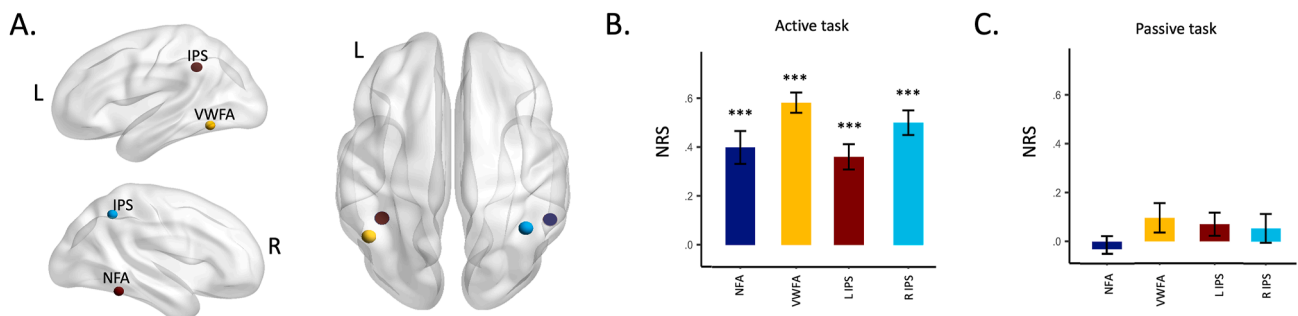 A.
L
IPS
VWFA
IPS
R
NFA
L
B.
Active task
NRS
.6
.4
.2
.0
***
***
***
***
NFA
VWFA
L IPS
R IPS
C.
Passive task
NRS
.6
.4
.2
.0
NFA
VWFA
L IPS
R IPS